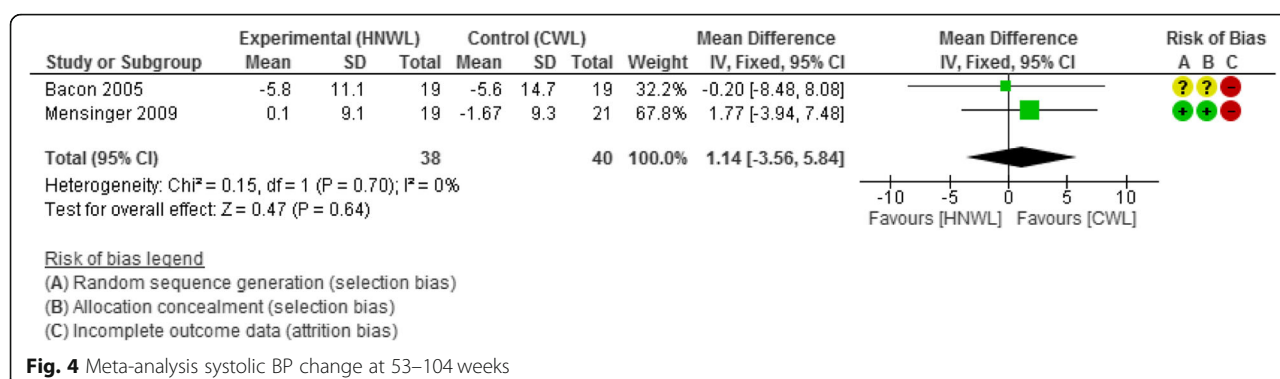 Experimental (HNWL) Control (CWL) Mean Difference Mean Difference Risk of Bias
Study or Subgroup Mean SD Total Mean SD Total Weight IV, Fixed, 95% CI IV, Fixed, 95% CI A B C
Bacon 2005 -5.8 11.1 19 -5.6 14.7 19 32.2% -0.20 [-8.48, 8.08] ? ? −
Mensinger 2009 0.1 9.1 19 -1.67 9.3 21 67.8% 1.77 [-3.94, 7.48] + + −
Total (95% CI) 38 40 100.0% 1.14 [-3.56, 5.84]
Heterogeneity: Chi² = 0.15, df = 1 (P = 0.70); I² = 0%
Test for overall effect: Z = 0.47 (P = 0.64)
-10 -5 0 5 10
Favours [HNWL] Favours [CWL]
Risk of bias legend
(A) Random sequence generation (selection bias)
(B) Allocation concealment (selection bias)
(C) Incomplete outcome data (attrition bias)
Fig. 4 Meta-analysis systolic BP change at 53–104 weeks